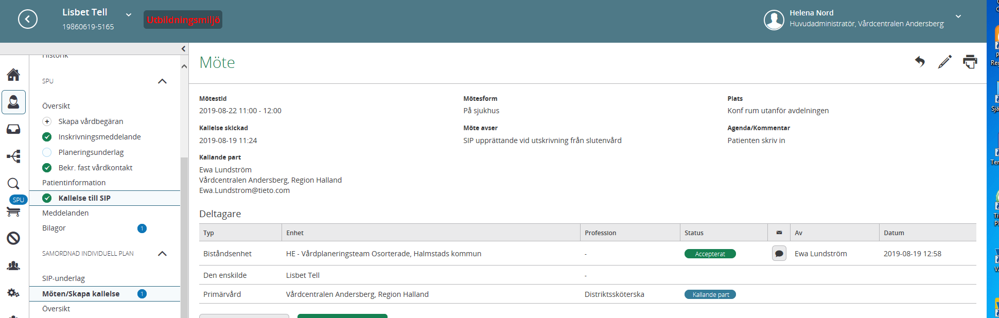 Lisbet Tell
19860619-5165
Utbildningsmiljö
Helena Nord
Huvudadministratör, Vårdcentralen Andersberg
Historik
SPU
Översikt
Skapa vårdbegäran
Inskrivningsmeddelande
Planeringsunderlag
Bekr. fast vårdkontakt
Patientinformation
Kallelse till SIP
Meddelanden
Bilagor 1
SAMORDNAD INDIVIDUELL PLAN
SIP-underlag
Möten/Skapa kallelse 1
Översikt
SPU
Möte
Mötestid Mötesform Plats
2019-08-22 11:00 - 12:00 På sjukhus Konf rum utanför avdelningen
Kallelse skickad Möte avser Agenda/Kommentar
2019-08-19 11:24 SIP upprättande vid utskrivning från slutenvård Patienten skriv in
Kallande part
Ewa Lundström
Vårdcentralen Andersberg, Region Halland
Ewa.Lundstrom@tieto.com
Deltagare
Typ Enhet Profession Status Av Datum
Biståndsenhet HE - Vårdplaneringsteam Osorterade, Halmstads kommun - Accepterat Ewa Lundström 2019-08-19 12:58
Den enskilde Lisbet Tell -
Primärvård Vårdcentralen Andersberg, Region Halland Distriktssköterska Kallande part